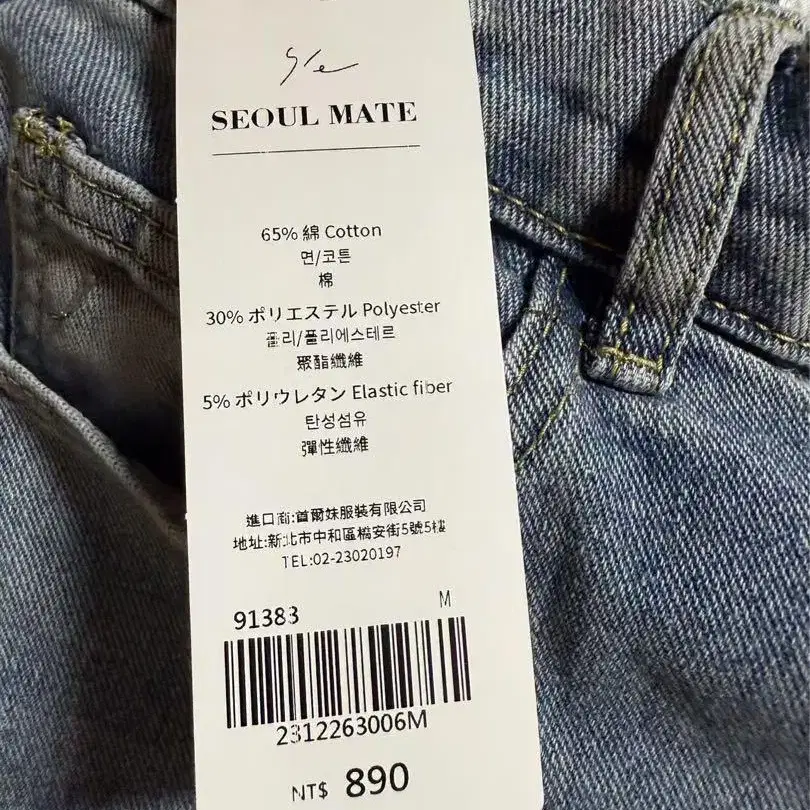 SEOUL MATE
65% 綿 Cotton
면/코튼
棉
30% ポリエステル Polyester
폴리/폴리에스테르
聚酯纖維
5% ポリウレタン Elastic fiber
탄성섬유
彈性纖維
進口商:首爾妹服裝有限公司
地址:新北市中和區橋安街5號5樓
TEL:02-23020197
91383 M
2312263006M
NT$ 890